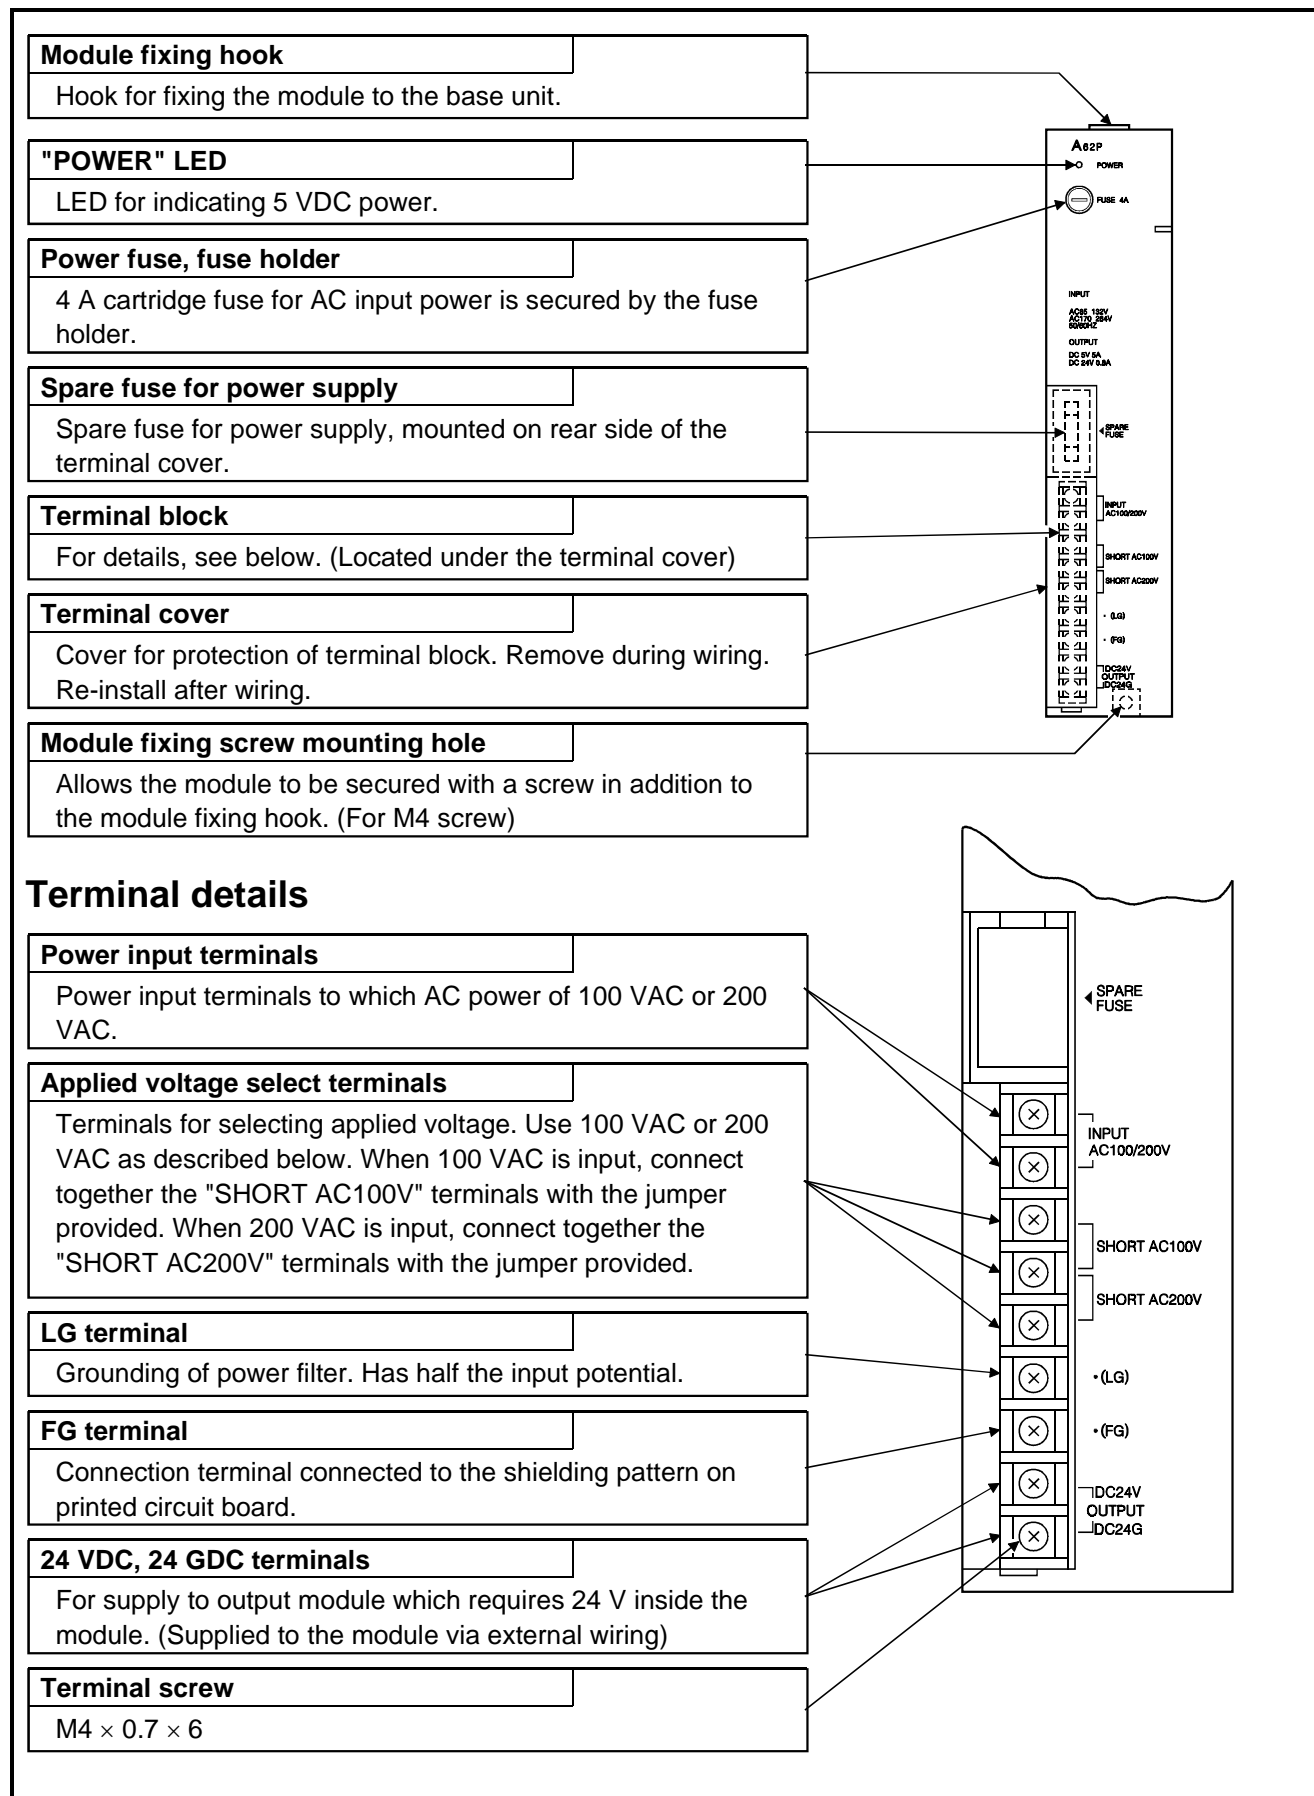 Module fixing hook
Hook for fixing the module to the base unit.
"POWER" LED
LED for indicating 5 VDC power.
Power fuse, fuse holder
4 A cartridge fuse for AC input power is secured by the fuse
holder.
Spare fuse for power supply
Spare fuse for power supply, mounted on rear side of the
terminal cover.
Terminal block
For details, see below. (Located under the terminal cover)
Terminal cover
Cover for protection of terminal block. Remove during wiring.
Re-install after wiring.
Module fixing screw mounting hole
Allows the module to be secured with a screw in addition to
the module fixing hook. (For M4 screw)
A62P
POWER
FUSE 4A
INPUT
AC85 132V
AC170 264V
50/60HZ
OUTPUT
DC 5V 5A
DC 24V 0.8A
SPARE
FUSE
INPUT
AC100/200V
SHORT AC100V
SHORT AC200V
(LG)
(FG)
DC24V
OUTPUT
DC24G
Terminal details
Power input terminals
Power input terminals to which AC power of 100 VAC or 200
VAC.
Applied voltage select terminals
Terminals for selecting applied voltage. Use 100 VAC or 200
VAC as described below. When 100 VAC is input, connect
together the "SHORT AC100V" terminals with the jumper
provided. When 200 VAC is input, connect together the
"SHORT AC200V" terminals with the jumper provided.
LG terminal
Grounding of power filter. Has half the input potential.
FG terminal
Connection terminal connected to the shielding pattern on
printed circuit board.
24 VDC, 24 GDC terminals
For supply to output module which requires 24 V inside the
module. (Supplied to the module via external wiring)
Terminal screw
M4 × 0.7 × 6
SPARE
FUSE
INPUT
AC100/200V
SHORT AC100V
SHORT AC200V
•(LG)
•(FG)
DC24V
OUTPUT
DC24G